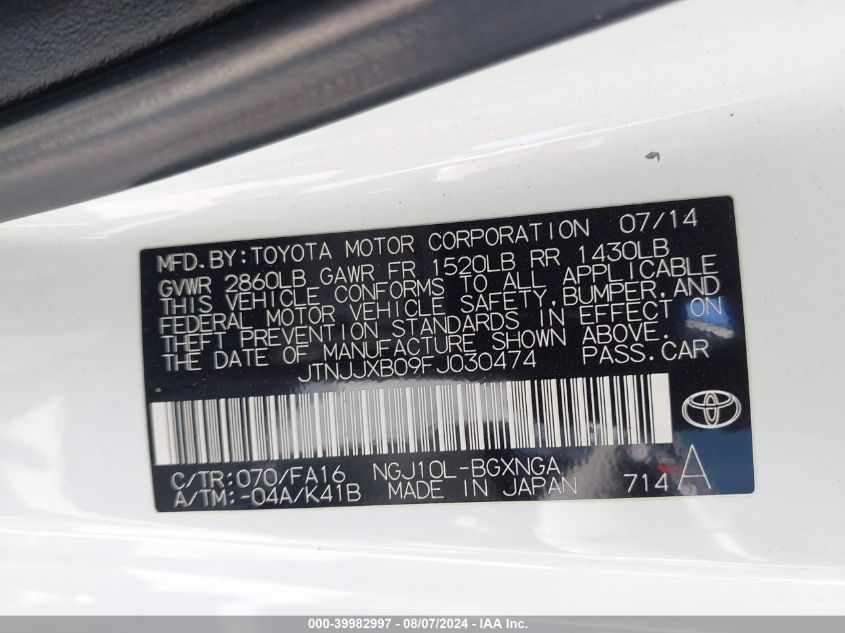 MFD. BY: TOYOTA MOTOR CORPORATION 07/14
GVWR 2860LB GAWR FR 1520LB RR 1430LB
THIS VEHICLE CONFORMS TO ALL APPLICABLE
FEDERAL MOTOR VEHICLE SAFETY, BUMPER, AND
THEFT PREVENTION STANDARDS IN EFFECT ON
THE DATE OF MANUFACTURE SHOWN ABOVE.
JTNJJXB09FJ030474 PASS. CAR
C/TR: 070/FA16 NGJ10L-BGXNGA
A/TM: -04A/K41B MADE IN JAPAN 714 A
000-39982997 - 08/07/2024 - IAA Inc.